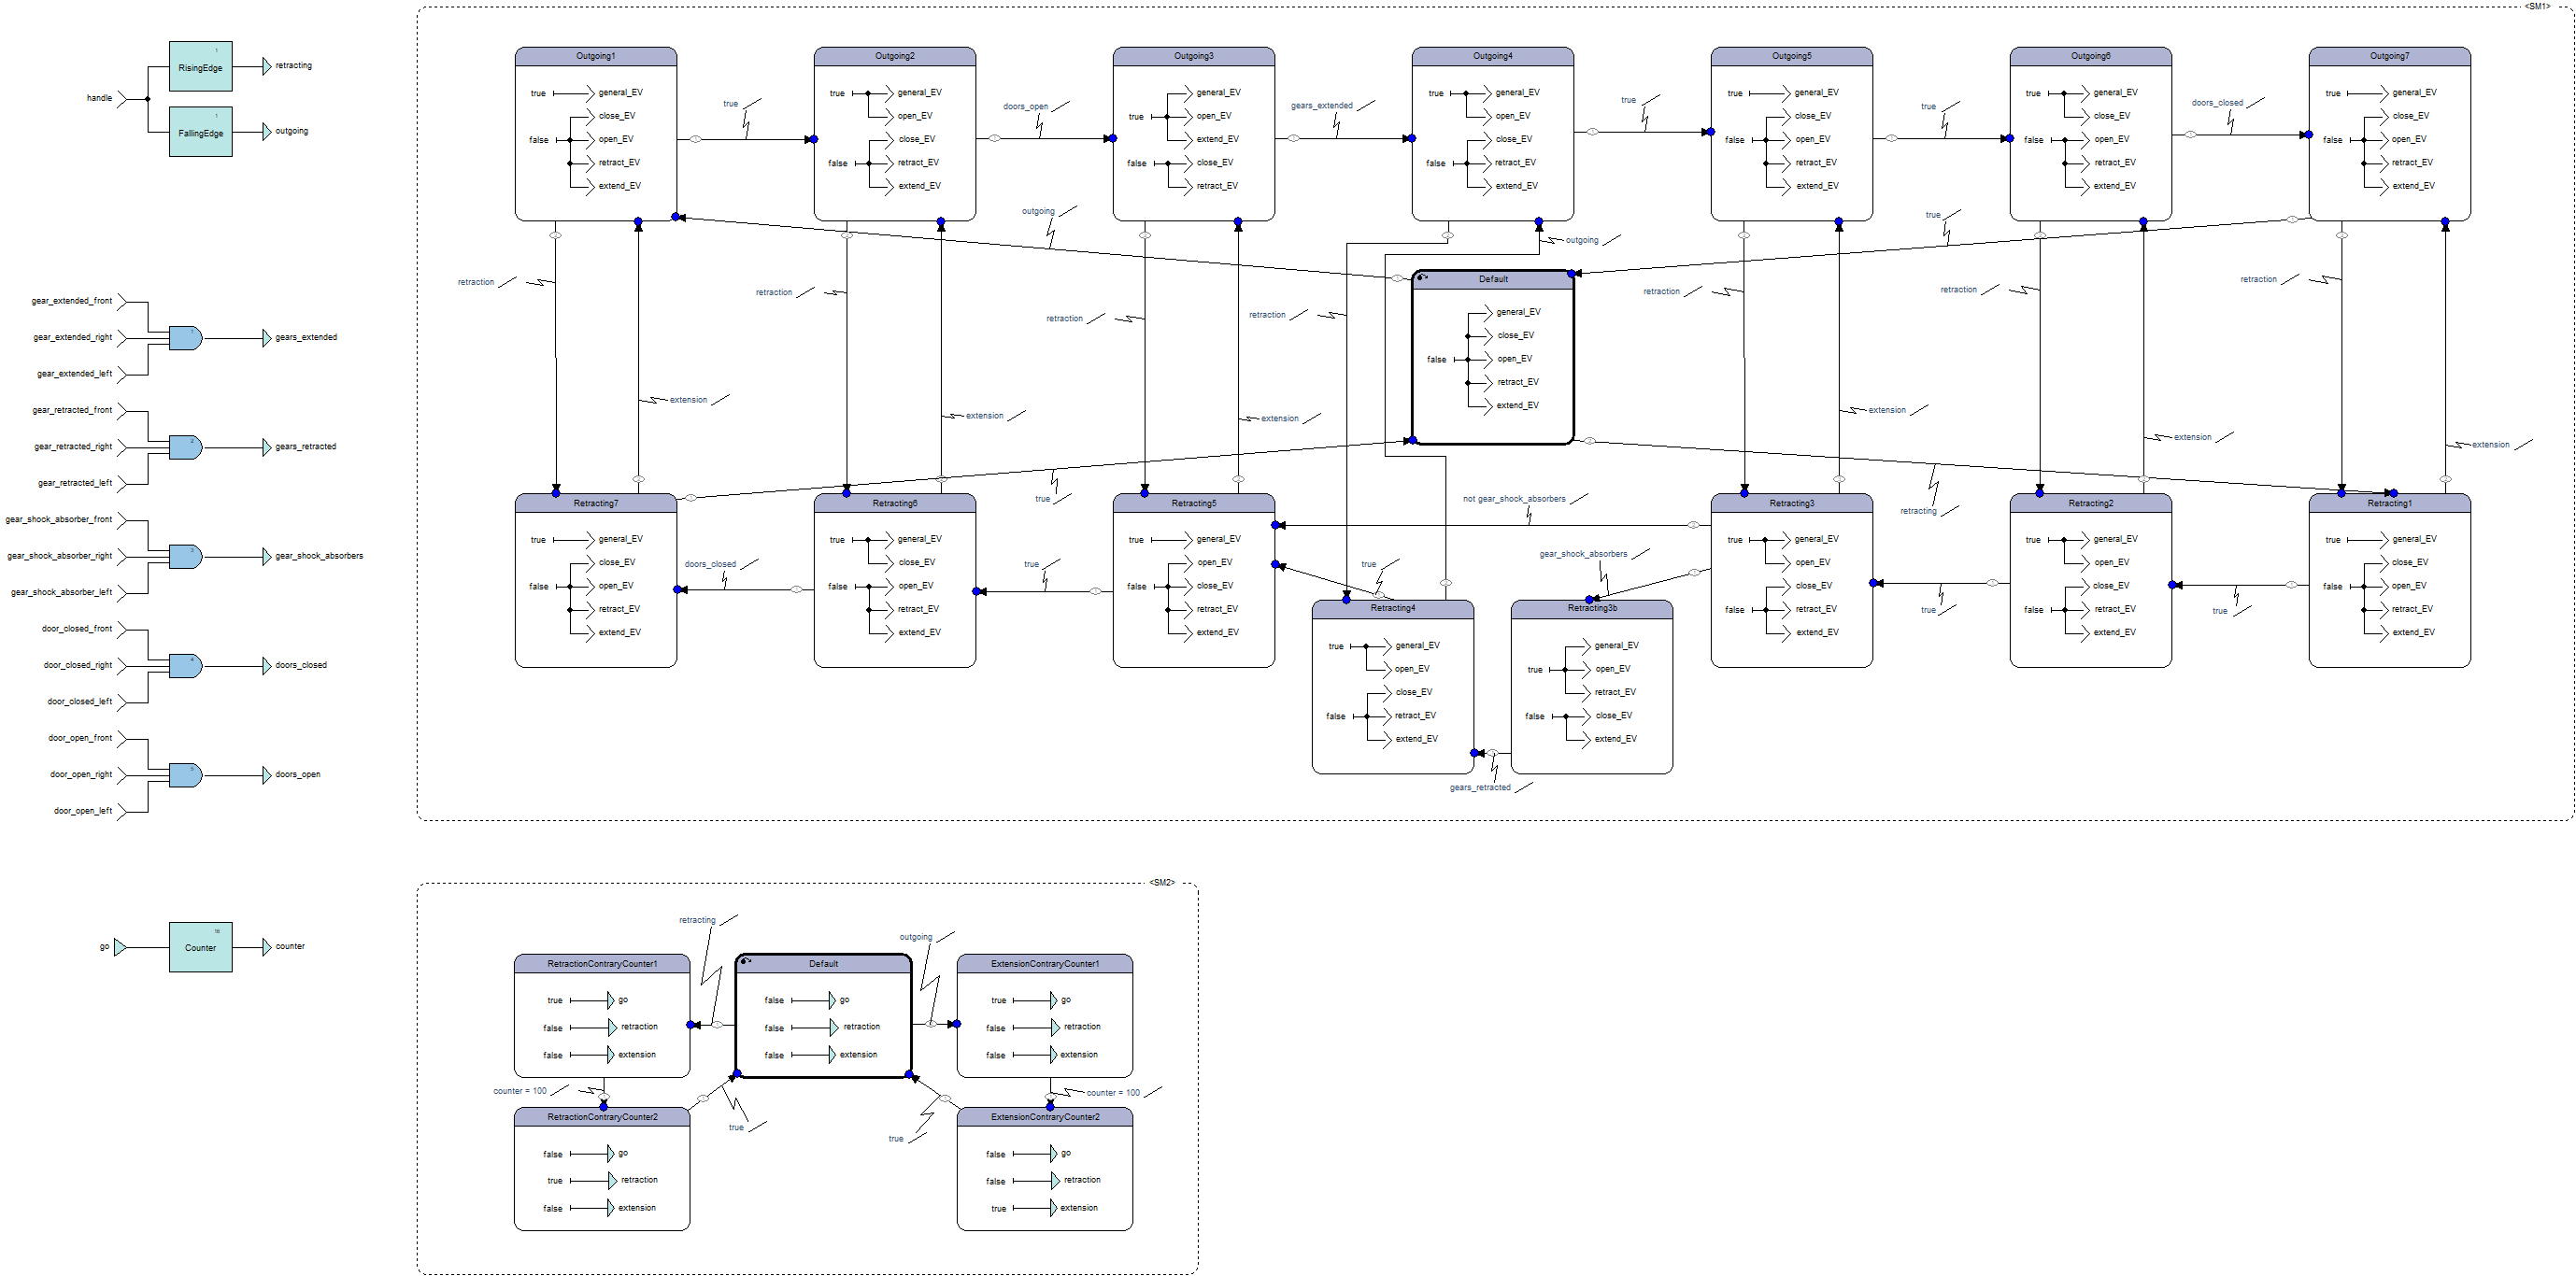 <SM1>
handle
RisingEdge
retracting
FallingEdge
outgoing
gear_extended_front
gear_extended_right
gear_extended_left
gears_extended
gear_retracted_front
gear_retracted_right
gear_retracted_left
gears_retracted
gear_shock_absorber_front
gear_shock_absorber_right
gear_shock_absorber_left
gear_shock_absorbers
door_closed_front
door_closed_right
door_closed_left
doors_closed
door_open_front
door_open_right
door_open_left
doors_open
Outgoing1
true general_EV
close_EV
false open_EV
retract_EV
extend_EV
true
Outgoing2
true general_EV
open_EV
close_EV
false retract_EV
extend_EV
doors_open
Outgoing3
general_EV
true open_EV
extend_EV
false close_EV
retract_EV
gears_extended
Outgoing4
true general_EV
open_EV
close_EV
false retract_EV
extend_EV
true
Outgoing5
true general_EV
close_EV
false open_EV
retract_EV
extend_EV
true
Outgoing6
true general_EV
close_EV
false open_EV
retract_EV
extend_EV
doors_closed
Outgoing7
true general_EV
close_EV
false open_EV
retract_EV
extend_EV
outgoing
outgoing
true
Default
general_EV
close_EV
false open_EV
retract_EV
extend_EV
retraction
retraction
retraction
retraction
retraction
retraction
retraction
extension
extension
extension
extension
extension
extension
true
retracting
not gear_shock_absorbers
gear_shock_absorbers
Retracting7
true general_EV
close_EV
false open_EV
retract_EV
extend_EV
doors_closed
Retracting6
true general_EV
close_EV
false open_EV
retract_EV
extend_EV
true
Retracting5
true general_EV
open_EV
false close_EV
retract_EV
extend_EV
true
Retracting4
true general_EV
open_EV
close_EV
false retract_EV
extend_EV
gears_retracted
Retracting3b
general_EV
true open_EV
retract_EV
false close_EV
extend_EV
Retracting3
true general_EV
open_EV
close_EV
false retract_EV
extend_EV
true
Retracting2
true general_EV
open_EV
close_EV
false retract_EV
extend_EV
true
Retracting1
true general_EV
close_EV
false open_EV
retract_EV
extend_EV
<SM2>
go
Counter
counter
retracting
outgoing
RetractionContraryCounter1
true go
false retraction
false extension
Default
false go
false retraction
false extension
ExtensionContraryCounter1
true go
false retraction
false extension
counter = 100
counter = 100
true
true
RetractionContraryCounter2
false go
true retraction
false extension
ExtensionContraryCounter2
false go
false retraction
true extension